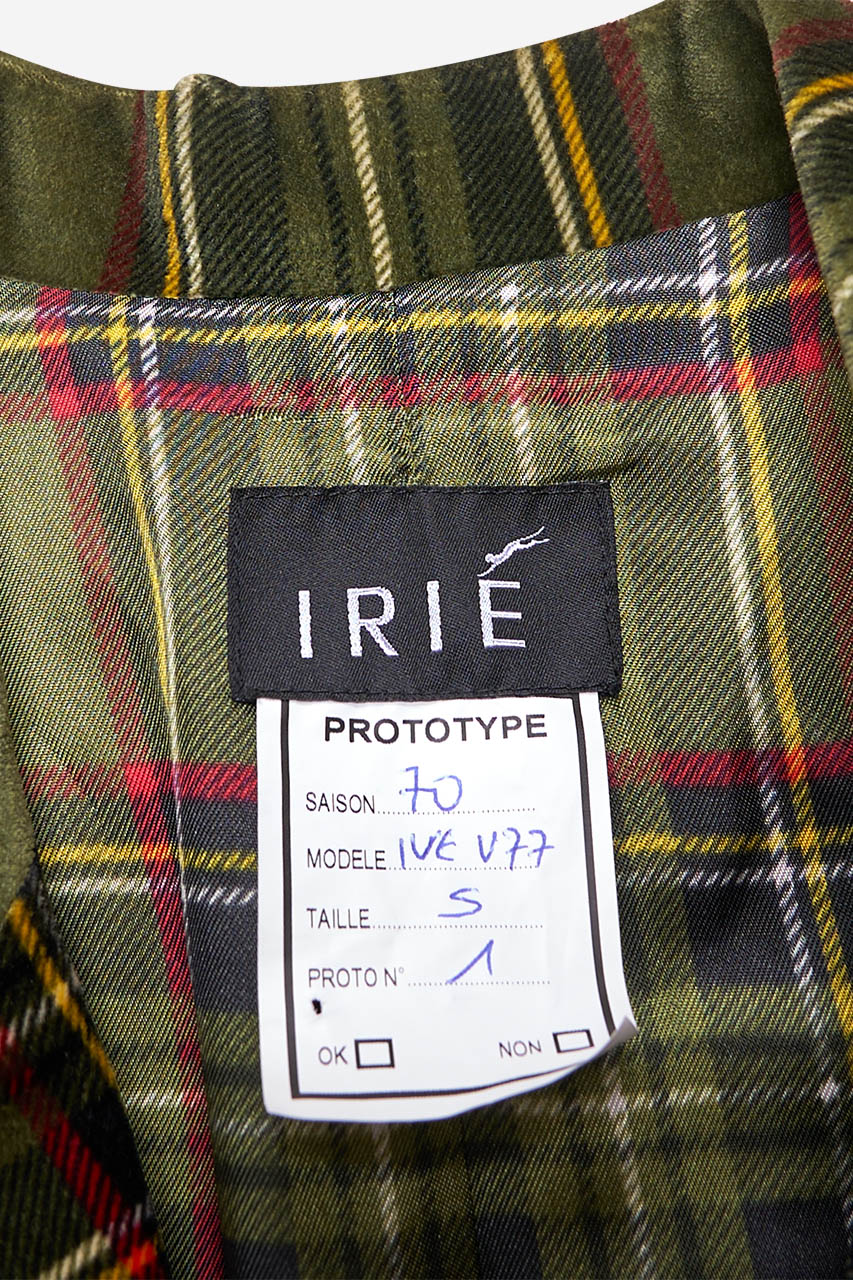 IRIÉ
PROTOTYPE
SAISON 70
MODELE IVE V77
TAILLE S
PROTO N° 1
OK NON